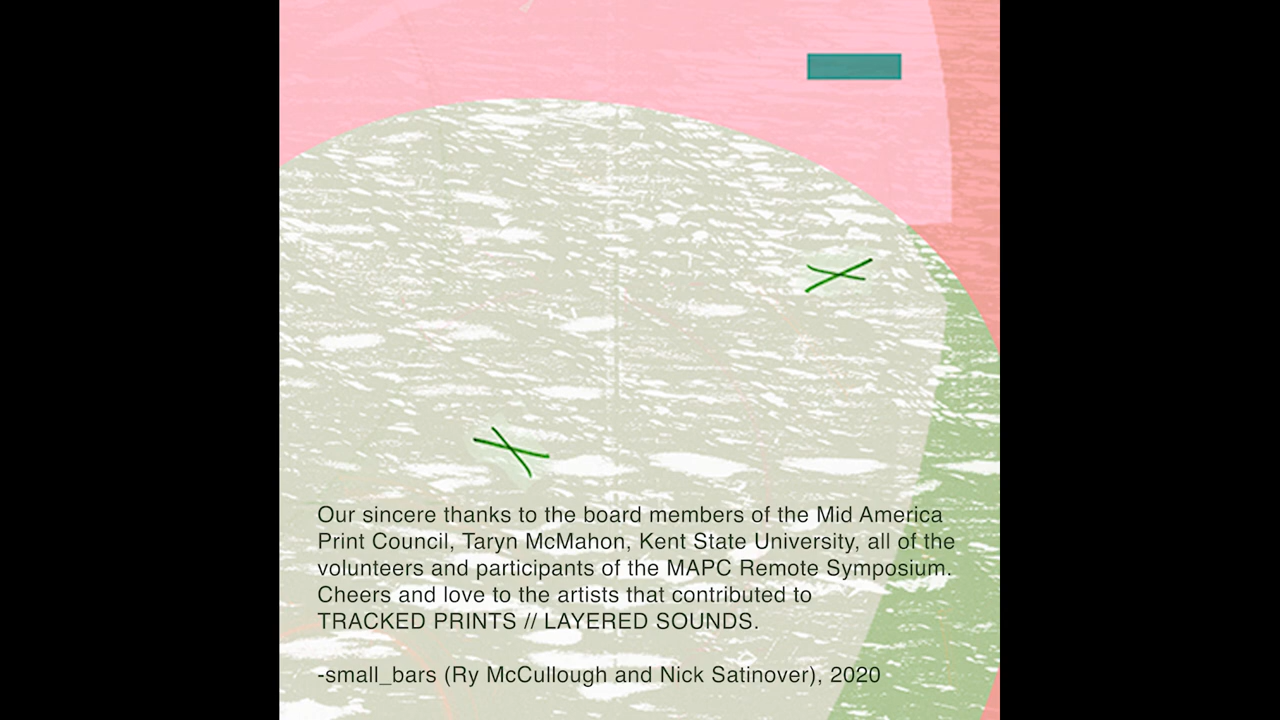 Our sincere thanks to the board members of the Mid America
Print Council, Taryn McMahon, Kent State University, all of the
volunteers and participants of the MAPC Remote Symposium.
Cheers and love to the artists that contributed to
TRACKED PRINTS // LAYERED SOUNDS.
-small_bars (Ry McCullough and Nick Satinover), 2020